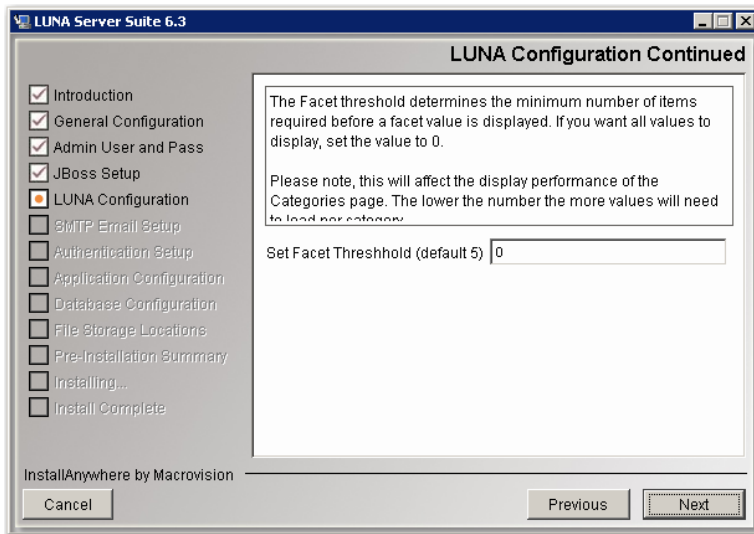 LUNA Server Suite 6.3
LUNA Configuration Continued
Introduction
General Configuration
Admin User and Pass
JBoss Setup
LUNA Configuration
SMTP Email Setup
Authentication Setup
Application Configuration
Database Configuration
File Storage Locations
Pre-Installation Summary
Installing...
Install Complete
The Facet threshold determines the minimum number of items
required before a facet value is displayed. If you want all values to
display, set the value to 0.
Please note, this will affect the display performance of the
Categories page. The lower the number the more values will need
to load per category.
Set Facet Threshhold (default 5) 0
InstallAnywhere by Macrovision
Cancel
Previous
Next